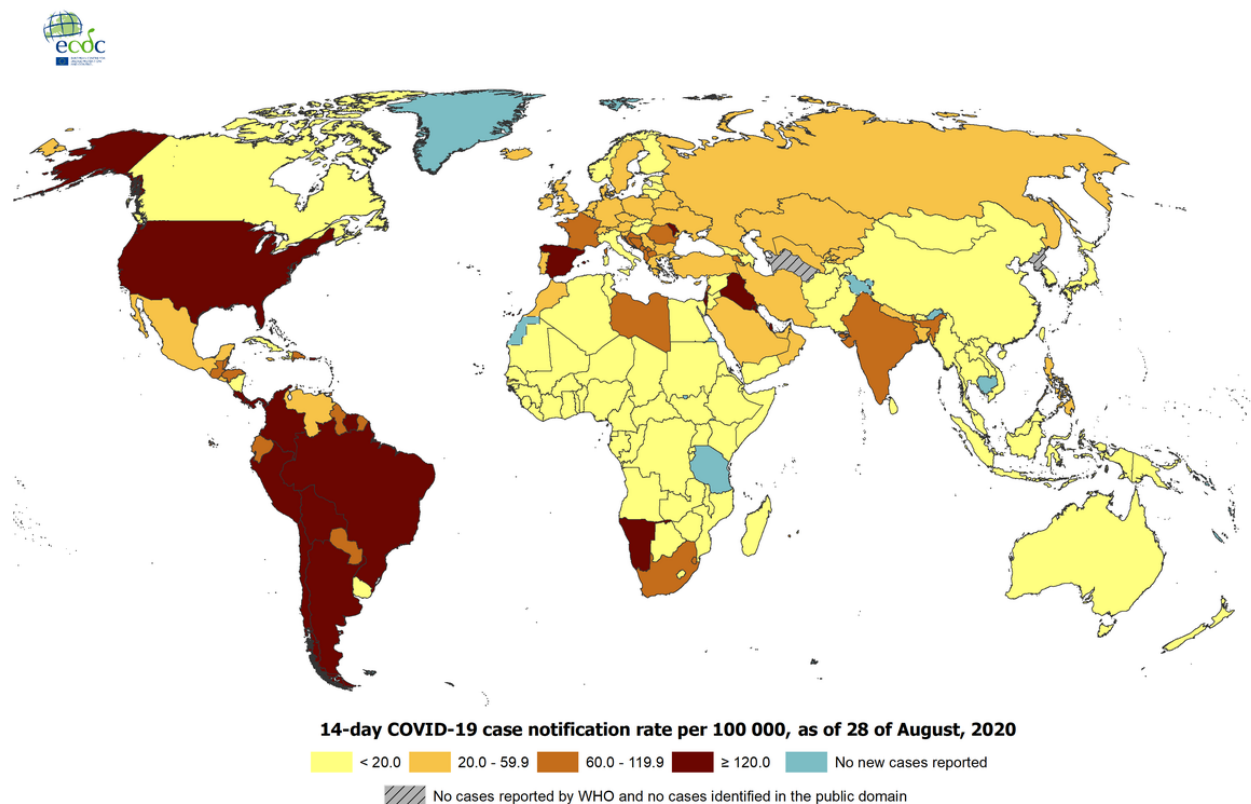 ecdc
14-day COVID-19 case notification rate per 100 000, as of 28 of August, 2020
< 20.0 20.0 - 59.9 60.0 - 119.9 ≥ 120.0 No new cases reported
No cases reported by WHO and no cases identified in the public domain